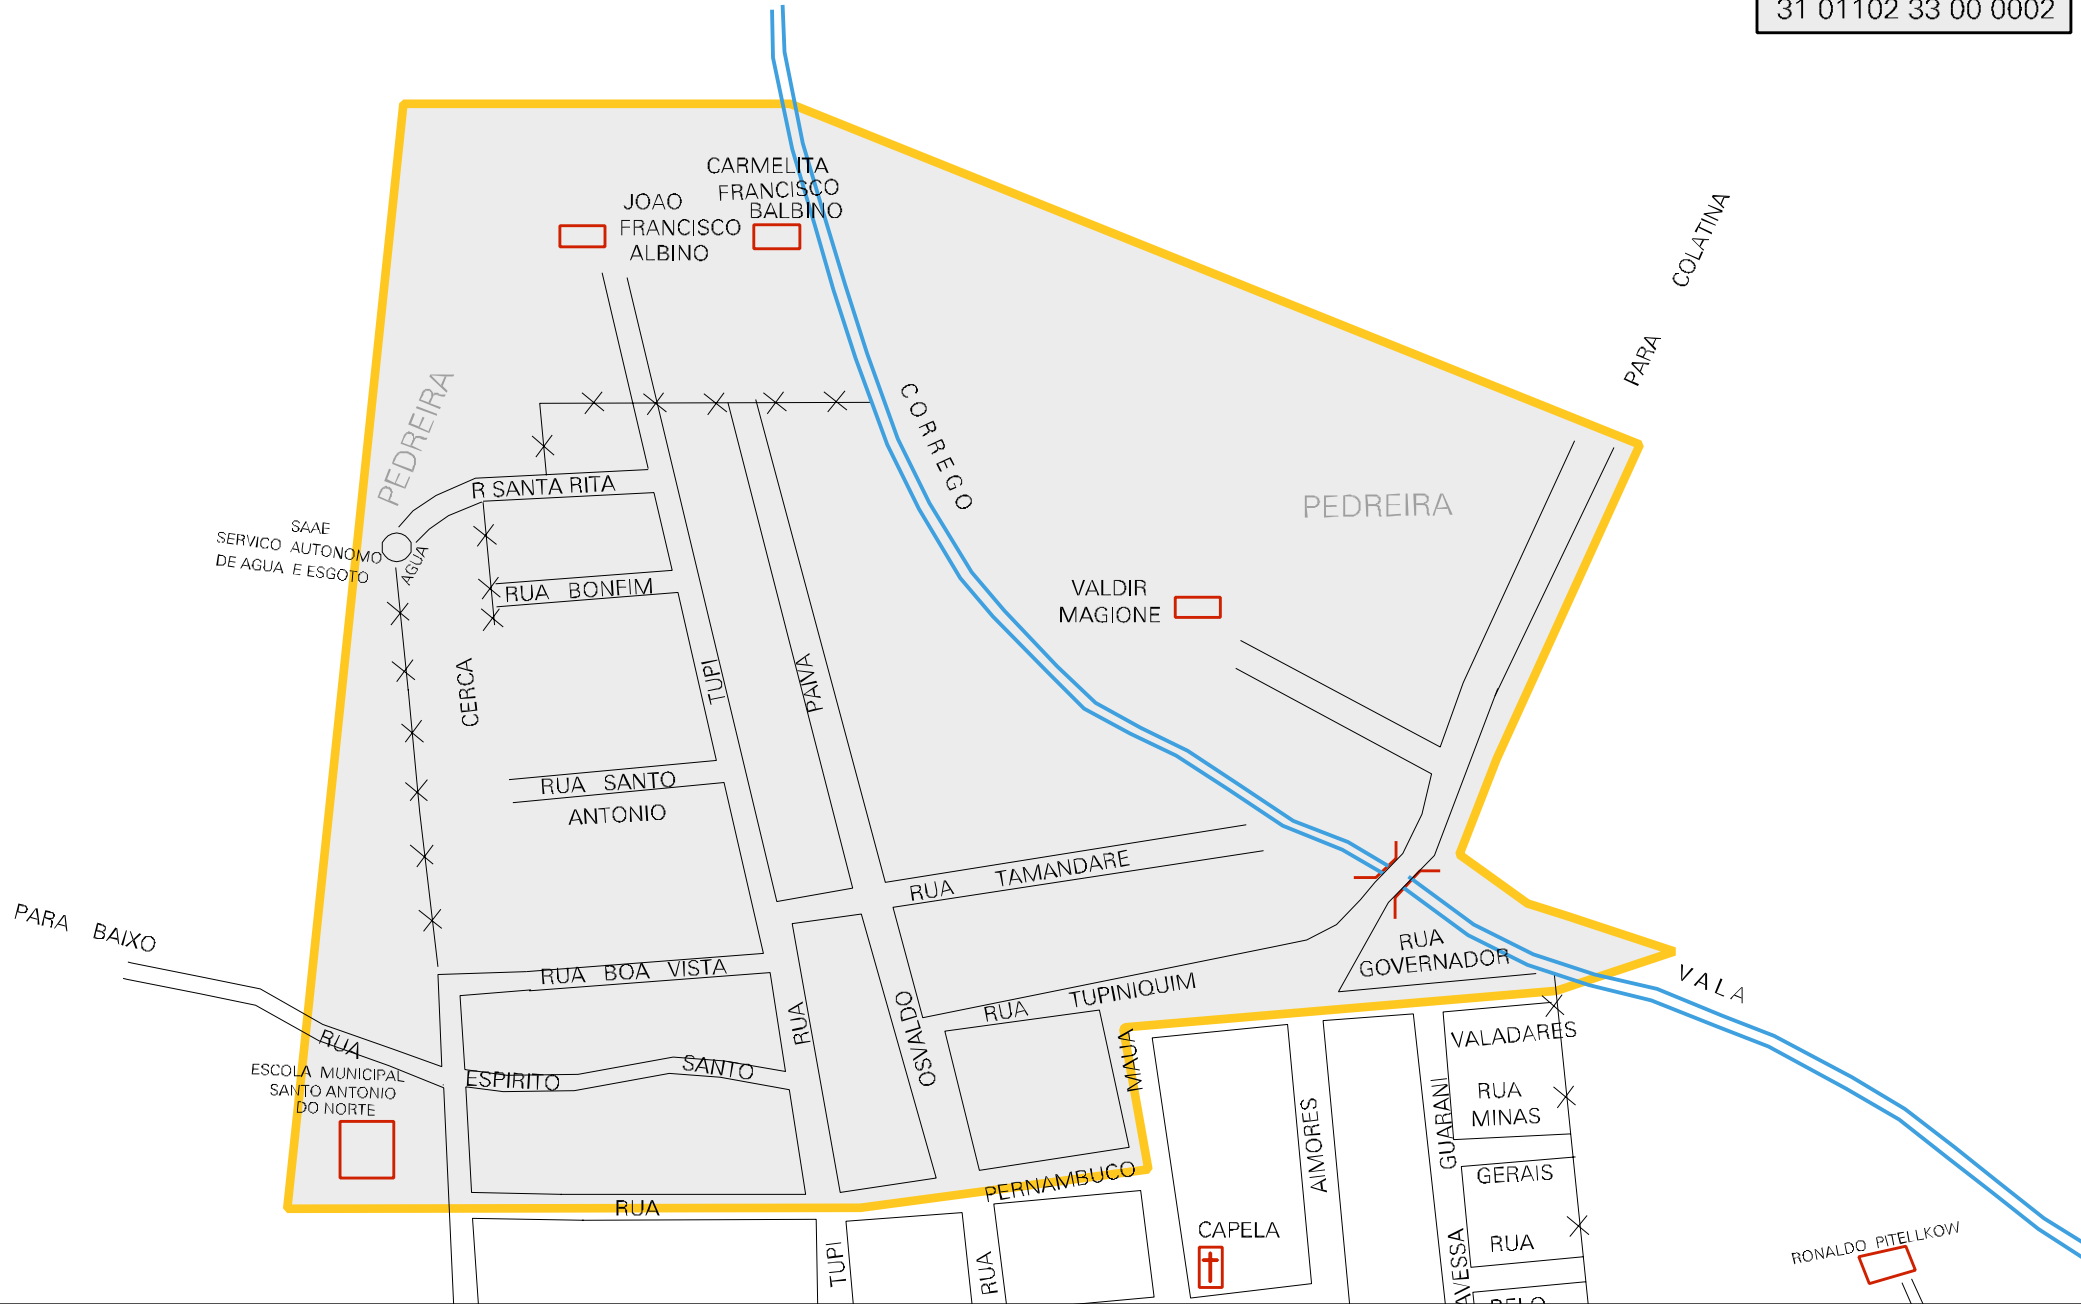 31 01102 33 00 0002
CARMELITA
FRANCISCO
BALBINO
JOAO
FRANCISCO
ALBINO
PARA COLATINA
PEDREIRA
CORREGO
R SANTA RITA
PEDREIRA
SAAE
SERVICO AUTONOMO
DE AGUA E ESGOTO
AGUA
RUA BONFIM
VALDIR
MAGIONE
CERCA
TUPI
PAIVA
RUA SANTO
ANTONIO
RUA TAMANDARE
PARA BAIXO
RUA
GOVERNADOR
RUA BOA VISTA
VALA
RUA TUPINIQUIM
RUA
OSVALDO
RUA
ESPIRITO
SANTO
MAUA
VALADARES
ESCOLA MUNICIPAL
SANTO ANTONIO
DO NORTE
RUA
MINAS
GUARANI
AIMORES
PERNAMBUCO
GERAIS
RUA
CAPELA
RUA
TUPI
RUA
AVESSA
RONALDO PITELLKOW